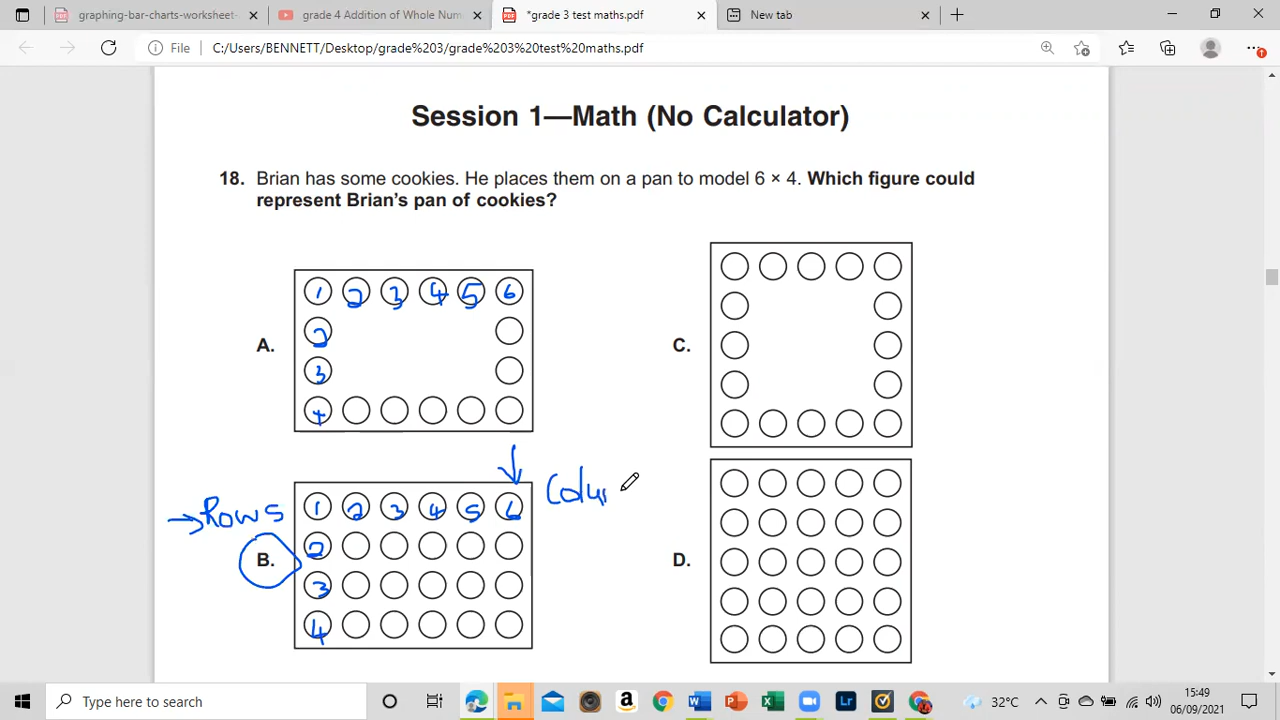 graphing-bar-charts-worksheet-
grade 4 Addition of Whole Num
*grade 3 test maths.pdf
New tab
File
C:/Users/BENNETT/Desktop/grade%203/grade%203%20test%20maths.pdf
Session 1—Math (No Calculator)
18. Brian has some cookies. He places them on a pan to model 6 × 4. Which figure could
represent Brian's pan of cookies?
A.
1 2 3 4 5 6
2
3
4
C.
→Rows
B.
1 2 3 4 5 6
2
3
4
Colu
D.
Type here to search
32°C
15:49
06/09/2021